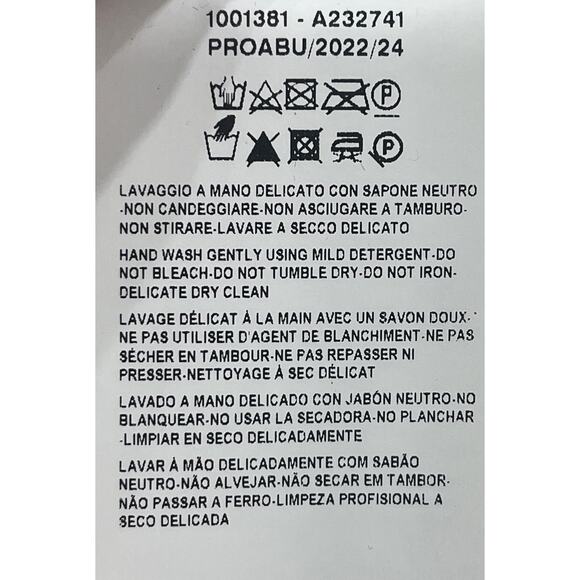 1001381 - A232741
PROABU/2022/24
P
P
LAVAGGIO A MANO DELICATO CON SAPONE NEUTRO
-NON CANDEGGIARE-NON ASCIUGARE A TAMBURO-
NON STIRARE-LAVARE A SECCO DELICATO
HAND WASH GENTLY USING MILD DETERGENT-DO
NOT BLEACH-DO NOT TUMBLE DRY-DO NOT IRON-
DELICATE DRY CLEAN
LAVAGE DÉLICAT À LA MAIN AVEC UN SAVON DOUX-
NE PAS UTILISER D'AGENT DE BLANCHIMENT-NE PAS
SÉCHER EN TAMBOUR-NE PAS REPASSER NI
PRESSER-NETTOYAGE À SEC DÉLICAT
LAVADO A MANO DELICADO CON JABÓN NEUTRO-NO
BLANQUEAR-NO USAR LA SECADORA-NO PLANCHAR
-LIMPIAR EN SECO DELICADAMENTE
LAVAR À MÃO DELICADAMENTE COM SABÃO
NEUTRO-NÃO ALVEJAR-NÃO SECAR EM TAMBOR-
NÃO PASSAR A FERRO-LIMPEZA PROFISIONAL A
SECO DELICADA